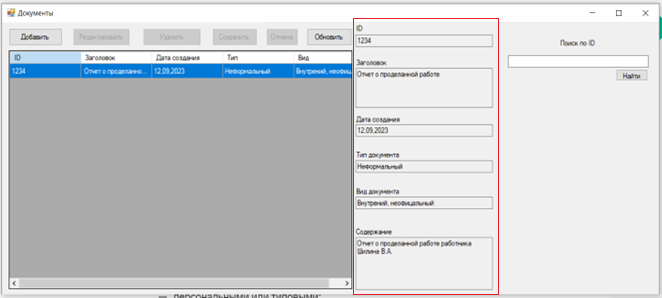 Документы
Добавить Редактировать Удалить Сохранить Отмена Обновить
ID Заголовок Дата создания Тип Вид
1234 Отчет о проделанно... 12.09.2023 Неформальный Внутрений, неофиц
ID
1234
Заголовок
Отчет о проделанной работе
Дата создания
12.09.2023
Тип документа
Неформальный
Вид документа
Внутрений, неофицальный
Содержание
Отчет о проделанной работе работника
Шилина В.А.
Поиск по ID
Найти
— персональными или типовыми;